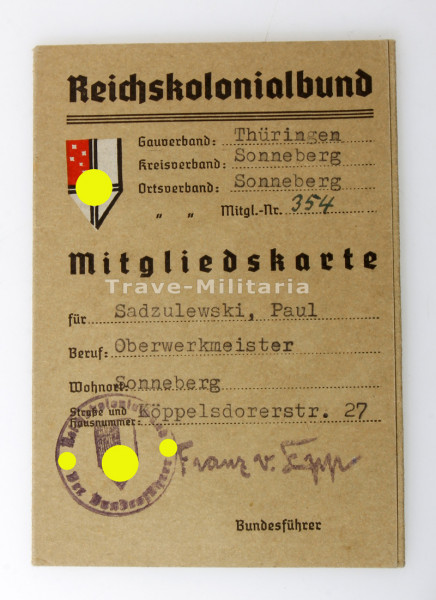 Reichskolonialbund
Gauverband: Thüringen
Kreisverband: Sonneberg
Ortsverband: Sonneberg
" " Mitgl.-Nr. 354
Mitgliedskarte
Trave-Militaria
für Sadzulewski, Paul
Beruf: Oberwerkmeister
Wohnort: Sonneberg
Straße und Hausnummer: Köppelsdorerstr. 27
Franz v. Epp
Bundesführer